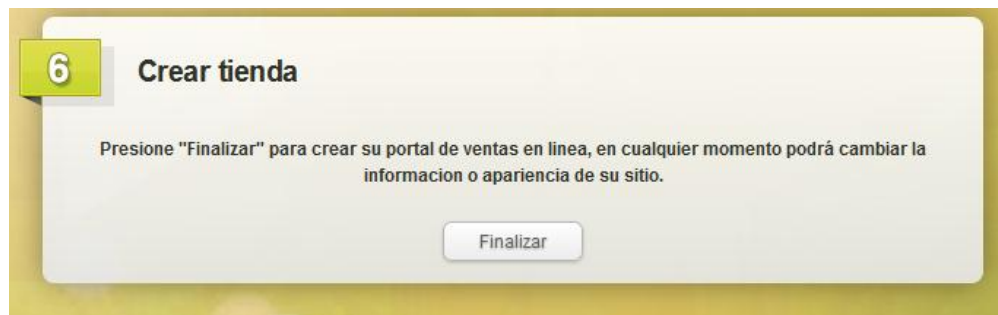 6
Crear tienda
Presione "Finalizar" para crear su portal de ventas en linea, en cualquier momento podrá cambiar la
informacion o apariencia de su sitio.
Finalizar